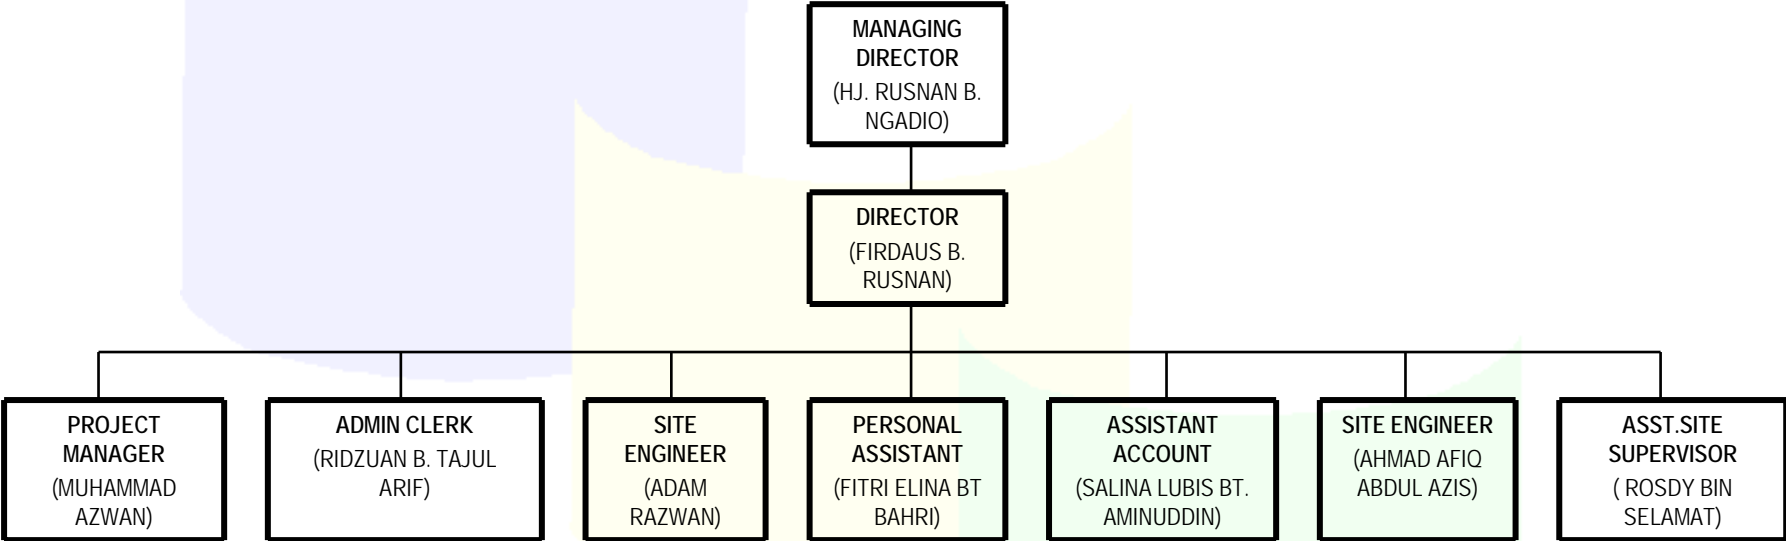 MANAGING
DIRECTOR
(HJ. RUSNAN B.
NGADIO)
DIRECTOR
(FIRDAUS B.
RUSNAN)
PROJECT
MANAGER
(MUHAMMAD
AZWAN)
ADMIN CLERK
(RIDZUAN B. TAJUL
ARIF)
SITE
ENGINEER
(ADAM
RAZWAN)
PERSONAL
ASSISTANT
(FITRI ELINA BT
BAHRI)
ASSISTANT
ACCOUNT
(SALINA LUBIS BT.
AMINUDDIN)
SITE ENGINEER
(AHMAD AFIQ
ABDUL AZIS)
ASST.SITE
SUPERVISOR
( ROSDY BIN
SELAMAT)